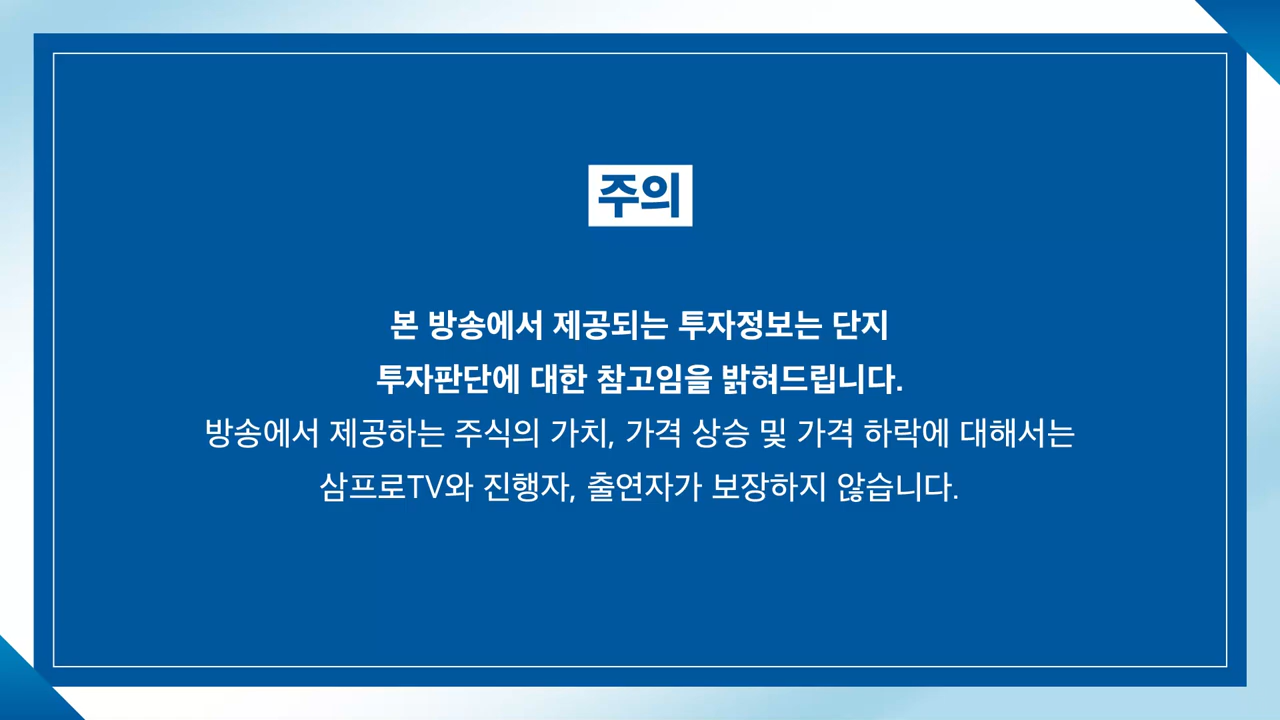 주의
본 방송에서 제공되는 투자정보는 단지
투자판단에 대한 참고임을 밝혀드립니다.
방송에서 제공하는 주식의 가치, 가격 상승 및 가격 하락에 대해서는
삼프로TV와 진행자, 출연자가 보장하지 않습니다.